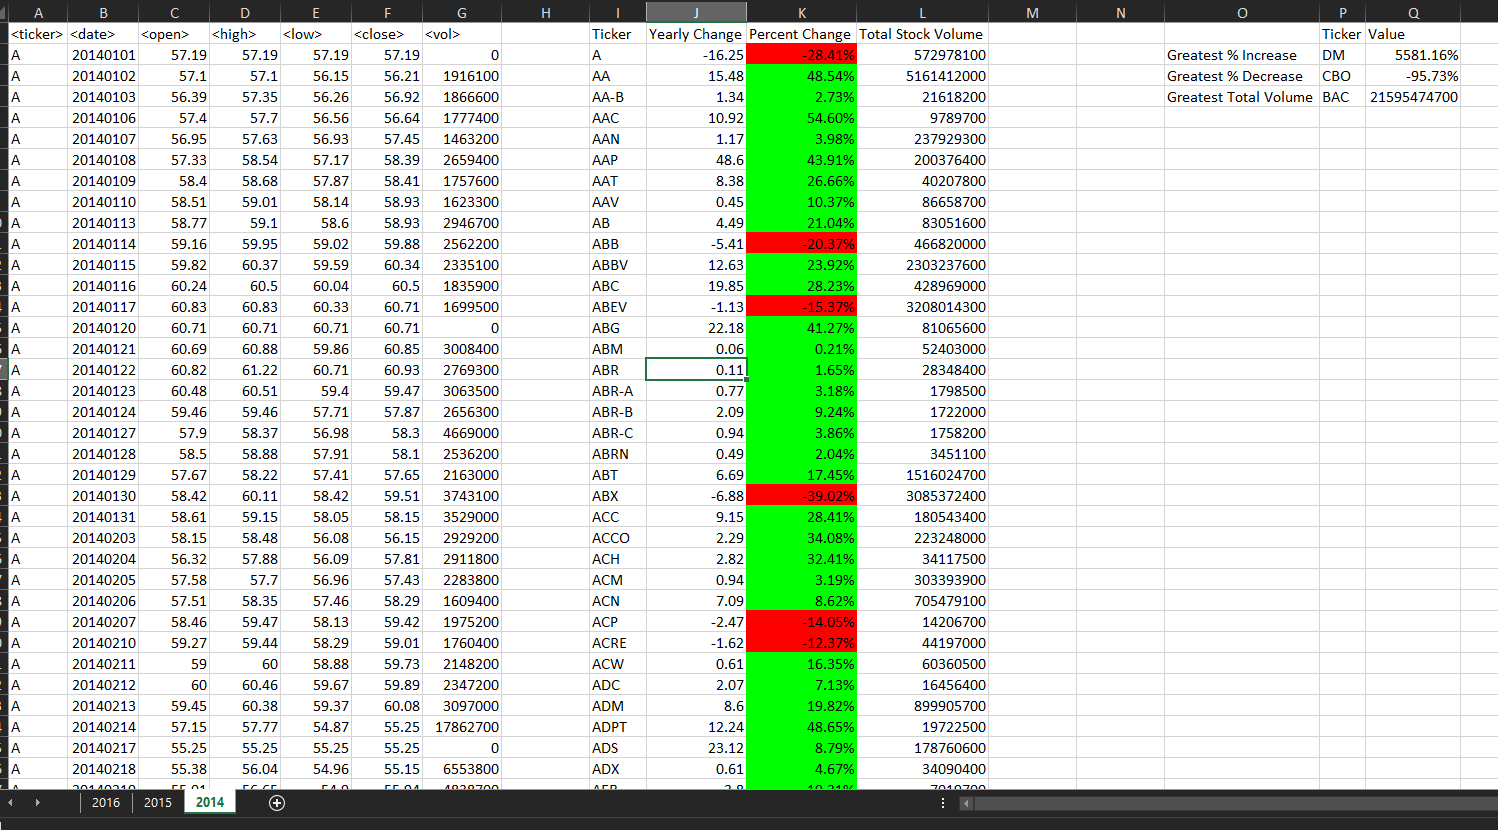 A B C D E F G H I J K L M N O P Q
<ticker> <date> <open> <high> <low> <close> <vol> Ticker Yearly Change Percent Change Total Stock Volume Ticker Value
A 20140101 57.19 57.19 57.19 57.19 0 A -16.25 -28.41% 572978100 Greatest % Increase DM 5581.16%
A 20140102 57.1 57.1 56.15 56.21 1916100 AA 15.48 48.54% 5161412000 Greatest % Decrease CBO -95.73%
A 20140103 56.39 57.35 56.26 56.92 1866600 AA-B 1.34 2.73% 21618200 Greatest Total Volume BAC 21595474700
A 20140106 57.4 57.7 56.56 56.64 1777400 AAC 10.92 54.60% 9789700
A 20140107 56.95 57.63 56.93 57.45 1463200 AAN 1.17 3.98% 237929300
A 20140108 57.33 58.54 57.17 58.39 2659400 AAP 48.6 43.91% 200376400
A 20140109 58.4 58.68 57.87 58.41 1757600 AAT 8.38 26.66% 40207800
A 20140110 58.51 59.01 58.14 58.93 1623300 AAV 0.45 10.37% 86658700
A 20140113 58.77 59.1 58.6 58.93 2946700 AB 4.49 21.04% 83051600
A 20140114 59.16 59.95 59.02 59.88 2562200 ABB -5.41 -20.37% 466820000
A 20140115 59.82 60.37 59.59 60.34 2335100 ABBV 12.63 23.92% 2303237600
A 20140116 60.24 60.5 60.04 60.5 1835900 ABC 19.85 28.23% 428969000
A 20140117 60.83 60.83 60.33 60.71 1699500 ABEV -1.13 -15.37% 3208014300
A 20140120 60.71 60.71 60.71 60.71 0 ABG 22.18 41.27% 81065600
A 20140121 60.69 60.88 59.86 60.85 3008400 ABM 0.06 0.21% 52403000
A 20140122 60.82 61.22 60.71 60.93 2769300 ABR 0.11 1.65% 28348400
A 20140123 60.48 60.51 59.4 59.47 3063500 ABR-A 0.77 3.18% 1798500
A 20140124 59.46 59.46 57.71 57.87 2656300 ABR-B 2.09 9.24% 1722000
A 20140127 57.9 58.37 56.98 58.3 4669000 ABR-C 0.94 3.86% 1758200
A 20140128 58.5 58.88 57.91 58.1 2536200 ABRN 0.49 2.04% 3451100
A 20140129 57.67 58.22 57.41 57.65 2163000 ABT 6.69 17.45% 1516024700
A 20140130 58.42 60.11 58.42 59.51 3743100 ABX -6.88 -39.02% 3085372400
A 20140131 58.61 59.15 58.05 58.15 3529000 ACC 9.15 28.41% 180543400
A 20140203 58.15 58.48 56.08 56.15 2929200 ACCO 2.29 34.08% 223248000
A 20140204 56.32 57.88 56.09 57.81 2911800 ACH 2.82 32.41% 34117500
A 20140205 57.58 57.7 56.96 57.43 2283800 ACM 0.94 3.19% 303393900
A 20140206 57.51 58.35 57.46 58.29 1609400 ACN 7.09 8.62% 705479100
A 20140207 58.46 59.47 58.13 59.42 1975200 ACP -2.47 -14.05% 14206700
A 20140210 59.27 59.44 58.29 59.01 1760400 ACRE -1.62 -12.37% 44197000
A 20140211 59 60 58.88 59.73 2148200 ACW 0.61 16.35% 60360500
A 20140212 60 60.46 59.67 59.89 2347200 ADC 2.07 7.13% 16456400
A 20140213 59.45 60.38 59.37 60.08 3097000 ADM 8.6 19.82% 899905700
A 20140214 57.15 57.77 54.87 55.25 17862700 ADPT 12.24 48.65% 19722500
A 20140217 55.25 55.25 55.25 55.25 0 ADS 23.12 8.79% 178760600
A 20140218 55.38 56.04 54.96 55.15 6553800 ADX 0.61 4.67% 34090400
2016 2015 2014